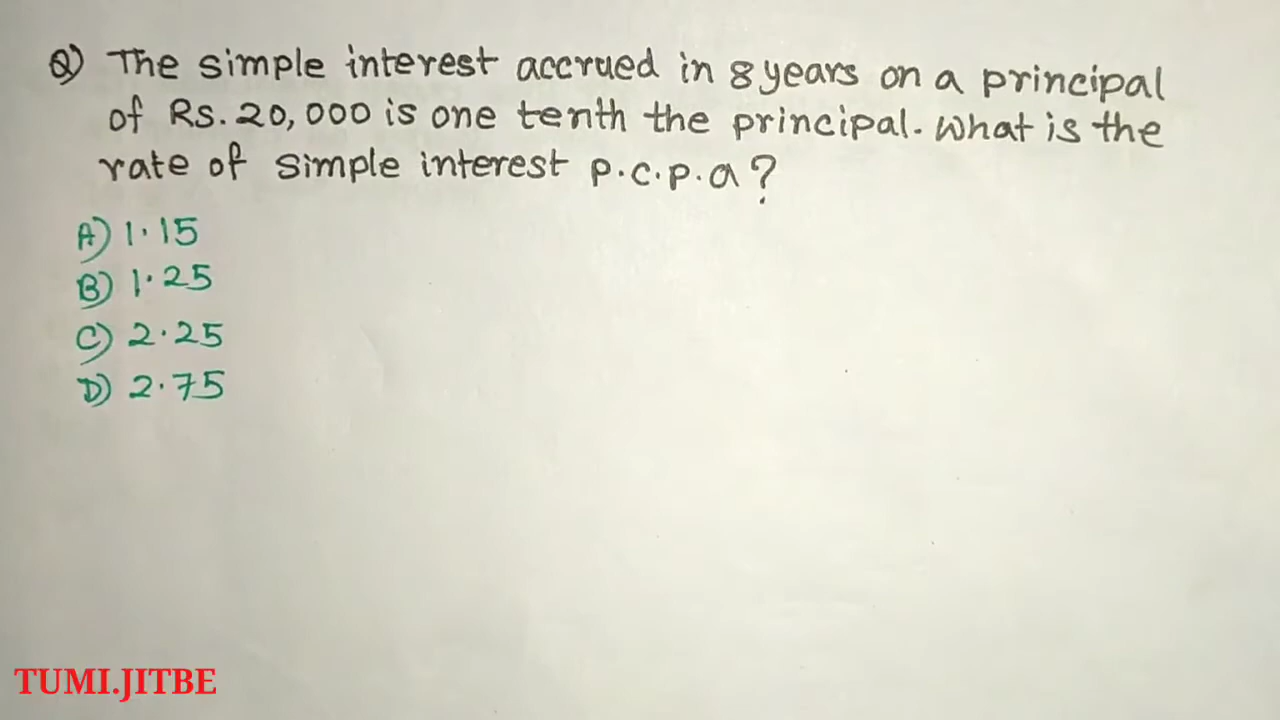 Q) The simple interest accrued in 8 years on a principal
of Rs. 20,000 is one tenth the principal. What is the
rate of simple interest p.c.p.a?
A) 1.15
B) 1.25
C) 2.25
D) 2.75
TUMI.JITBE